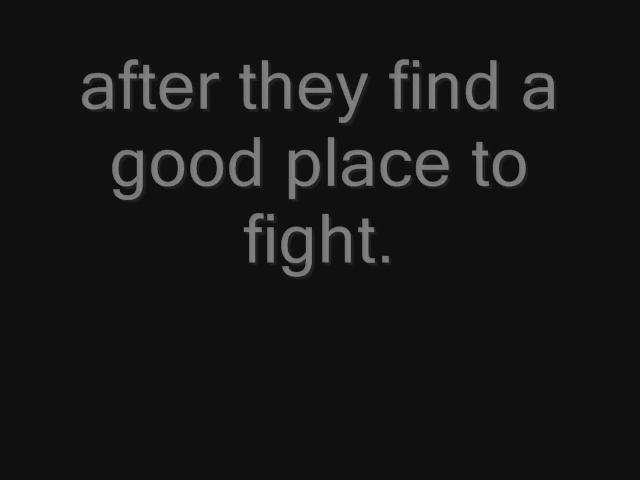 after they find a
good place to
fight.